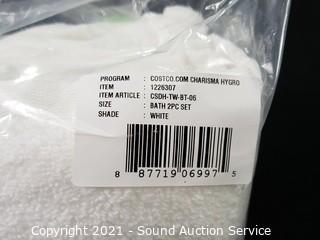 PROGRAM : COSTCO.COM CHARISMA HYGRO
ITEM : 1226307
ITEM ARTICLE : CSDH-TW-BT-06
SIZE : BATH 2PC SET
SHADE : WHITE
8 87719 06997 5
Copyright 2021 - Sound Auction Service